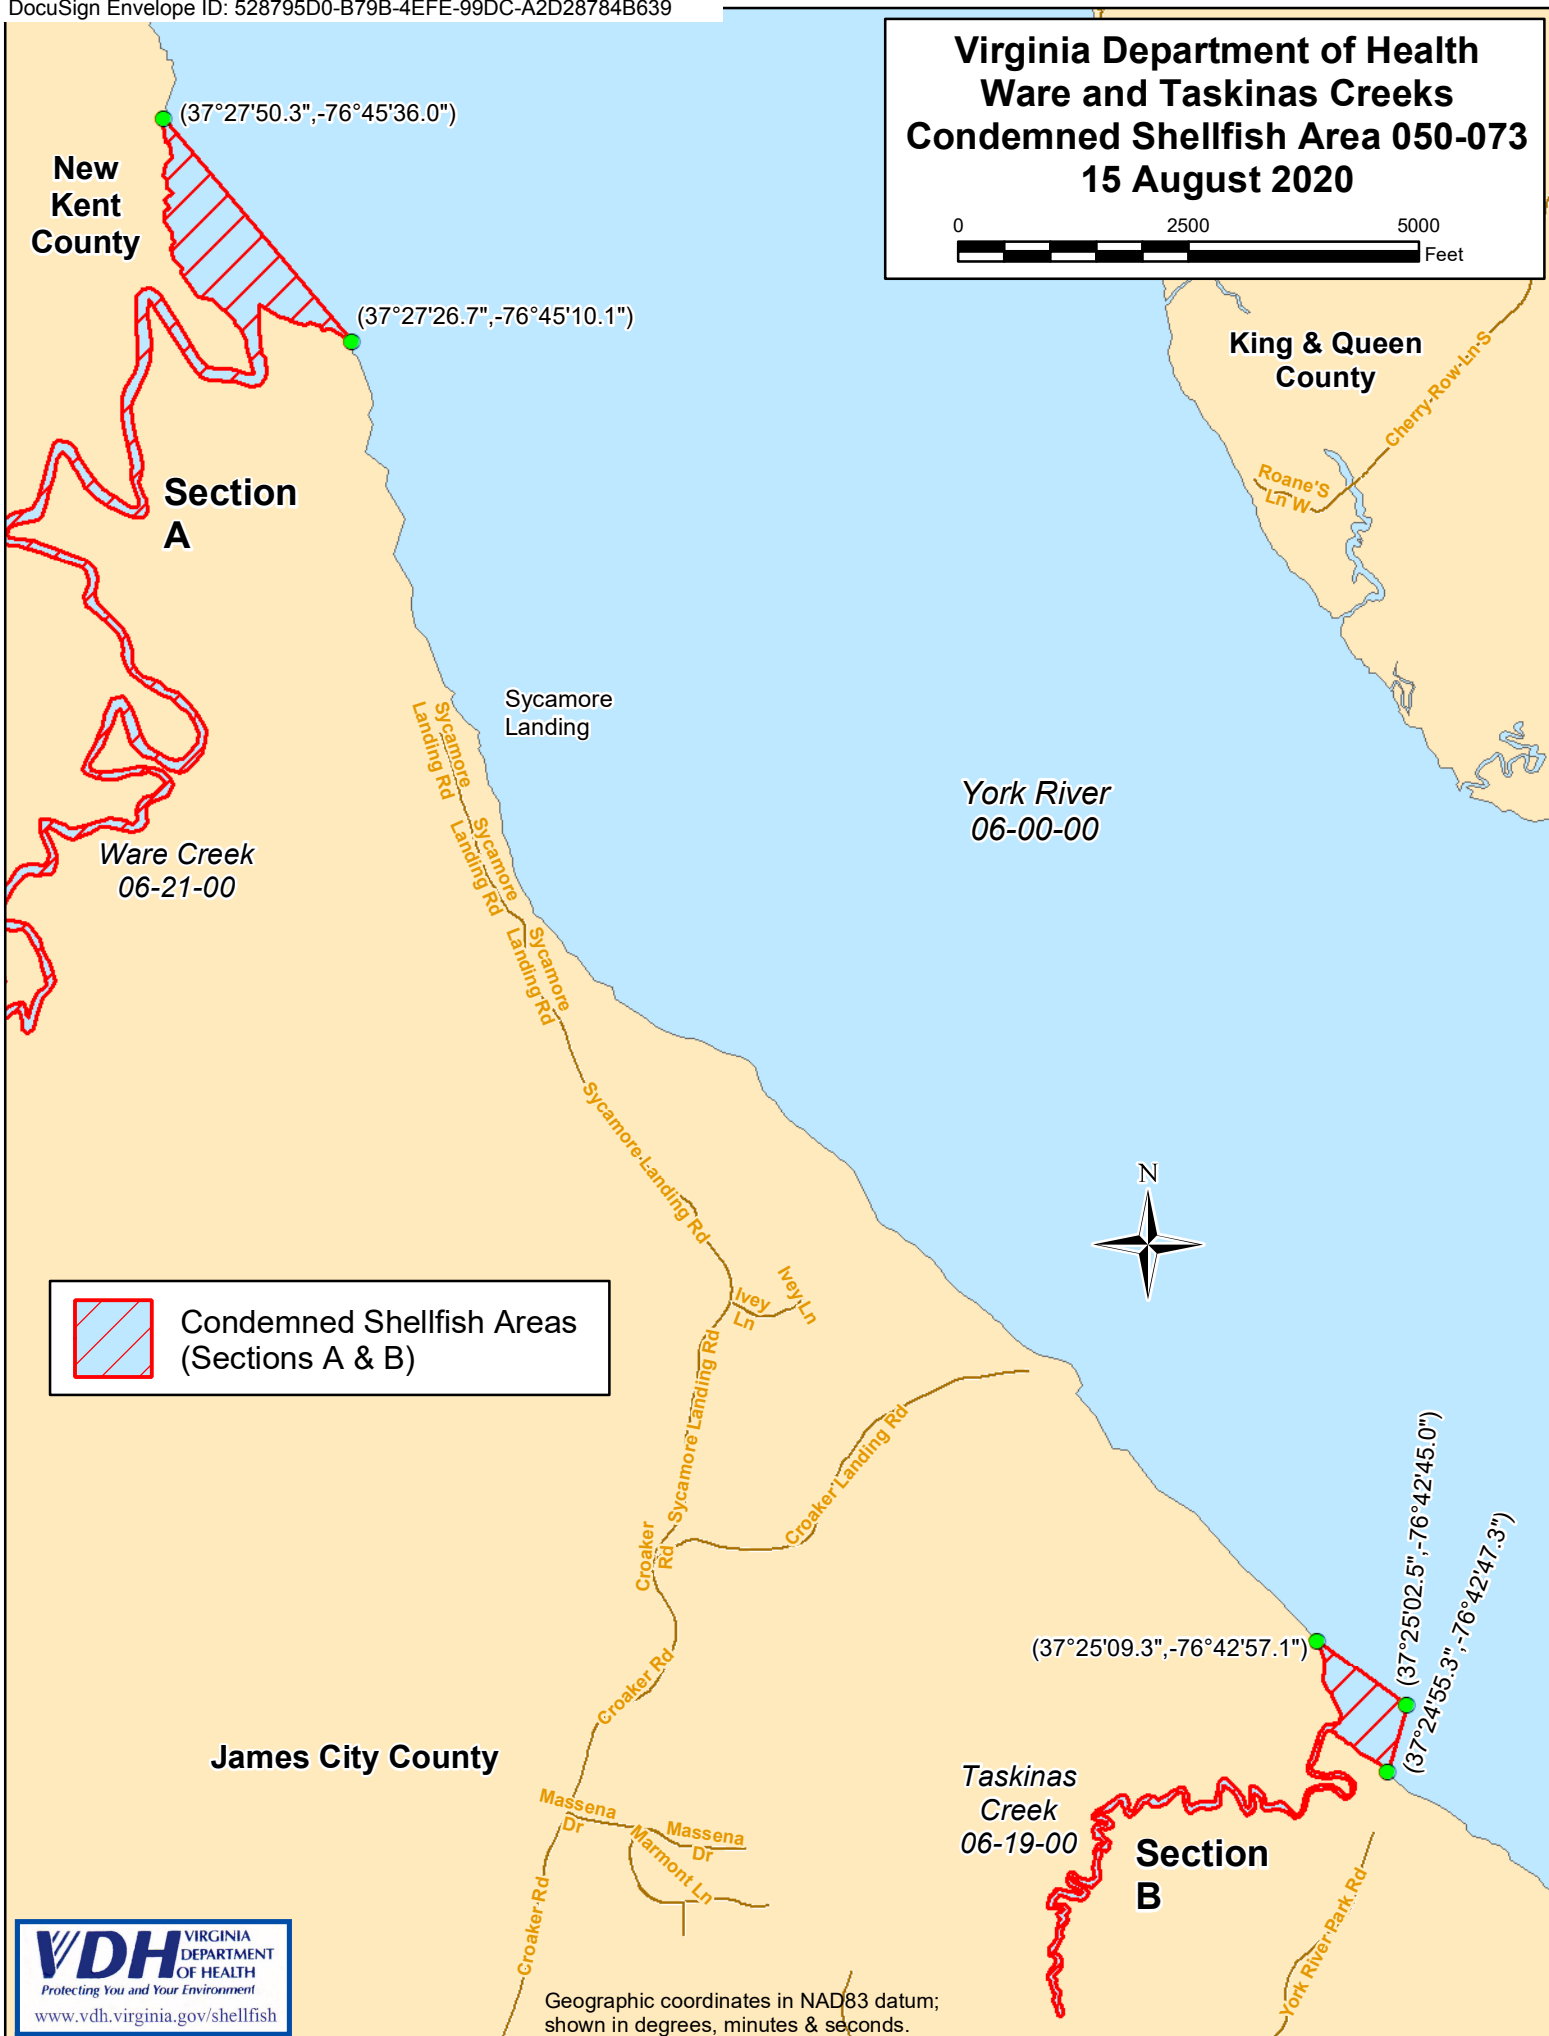 DocuSign Envelope ID: 528795D0-B79B-4EFE-99DC-A2D28784B639
Virginia Department of Health
Ware and Taskinas Creeks
Condemned Shellfish Area 050-073
15 August 2020
0 2500 5000
Feet
(37°27'50.3",-76°45'36.0")
New
Kent
County
(37°27'26.7",-76°45'10.1")
King & Queen
County
Cherry Row Ln S
Roane'S
Ln W
Section
A
Sycamore
Landing
Sycamore
Landing Rd
York River
06-00-00
Sycamore
Landing Rd
Ware Creek
06-21-00
Sycamore
Landing Rd
Sycamore Landing Rd
N
Ivey
Ln
Ivey Ln
Condemned Shellfish Areas
(Sections A & B)
Sycamore Landing Rd
Croaker Landing Rd
Croaker
Rd
(37°25'02.5",-76°42'45.0")
(37°24'55.3",-76°42'47.3")
(37°25'09.3",-76°42'57.1")
Croaker Rd
James City County
Taskinas
Creek
06-19-00
Massena
Dr
Massena
Dr
Marmont Ln
Section
B
Croaker Rd
York River Park Rd
VDH
VIRGINIA
DEPARTMENT
OF HEALTH
Protecting You and Your Environment
www.vdh.virginia.gov/shellfish
Geographic coordinates in NAD83 datum;
shown in degrees, minutes & seconds.